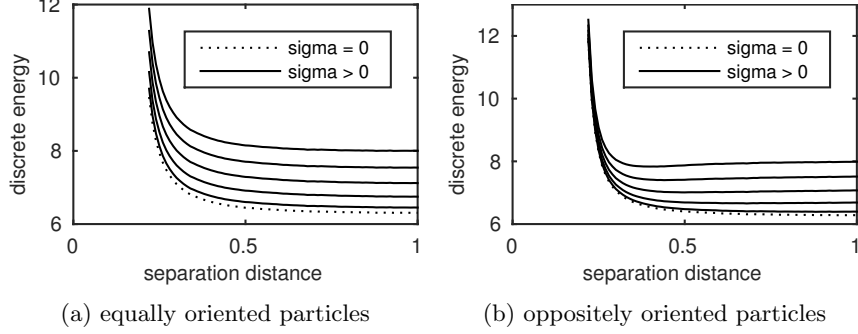 12
10
8
6
discrete energy
sigma = 0
sigma > 0
0
0.5
1
separation distance
(a) equally oriented particles
12
10
8
6
discrete energy
sigma = 0
sigma > 0
0
0.5
1
separation distance
(b) oppositely oriented particles